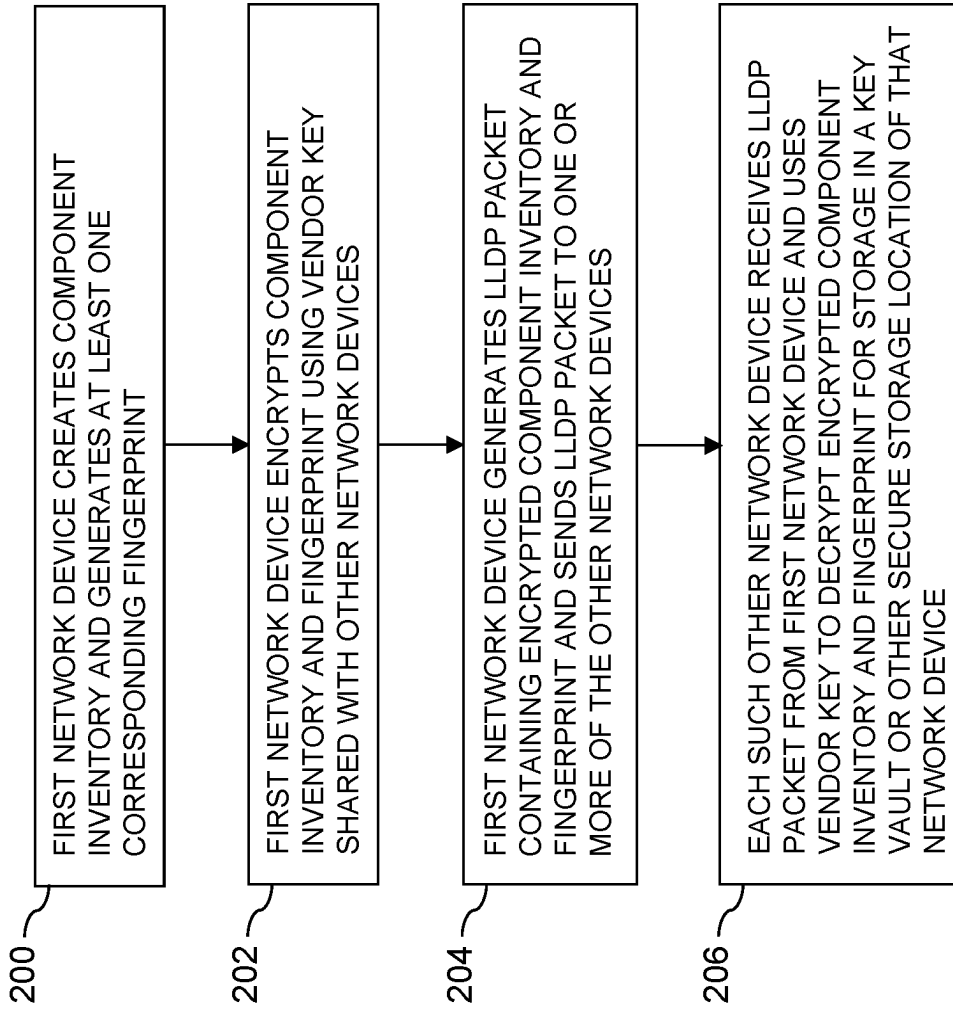 200
FIRST NETWORK DEVICE CREATES COMPONENT
INVENTORY AND GENERATES AT LEAST ONE
CORRESPONDING FINGERPRINT
202
FIRST NETWORK DEVICE ENCRYPTS COMPONENT
INVENTORY AND FINGERPRINT USING VENDOR KEY
SHARED WITH OTHER NETWORK DEVICES
204
FIRST NETWORK DEVICE GENERATES LLDP PACKET
CONTAINING ENCRYPTED COMPONENT INVENTORY AND
FINGERPRINT AND SENDS LLDP PACKET TO ONE OR
MORE OF THE OTHER NETWORK DEVICES
206
EACH SUCH OTHER NETWORK DEVICE RECEIVES LLDP
PACKET FROM FIRST NETWORK DEVICE AND USES
VENDOR KEY TO DECRYPT ENCRYPTED COMPONENT
INVENTORY AND FINGERPRINT FOR STORAGE IN A KEY
VAULT OR OTHER SECURE STORAGE LOCATION OF THAT
NETWORK DEVICE